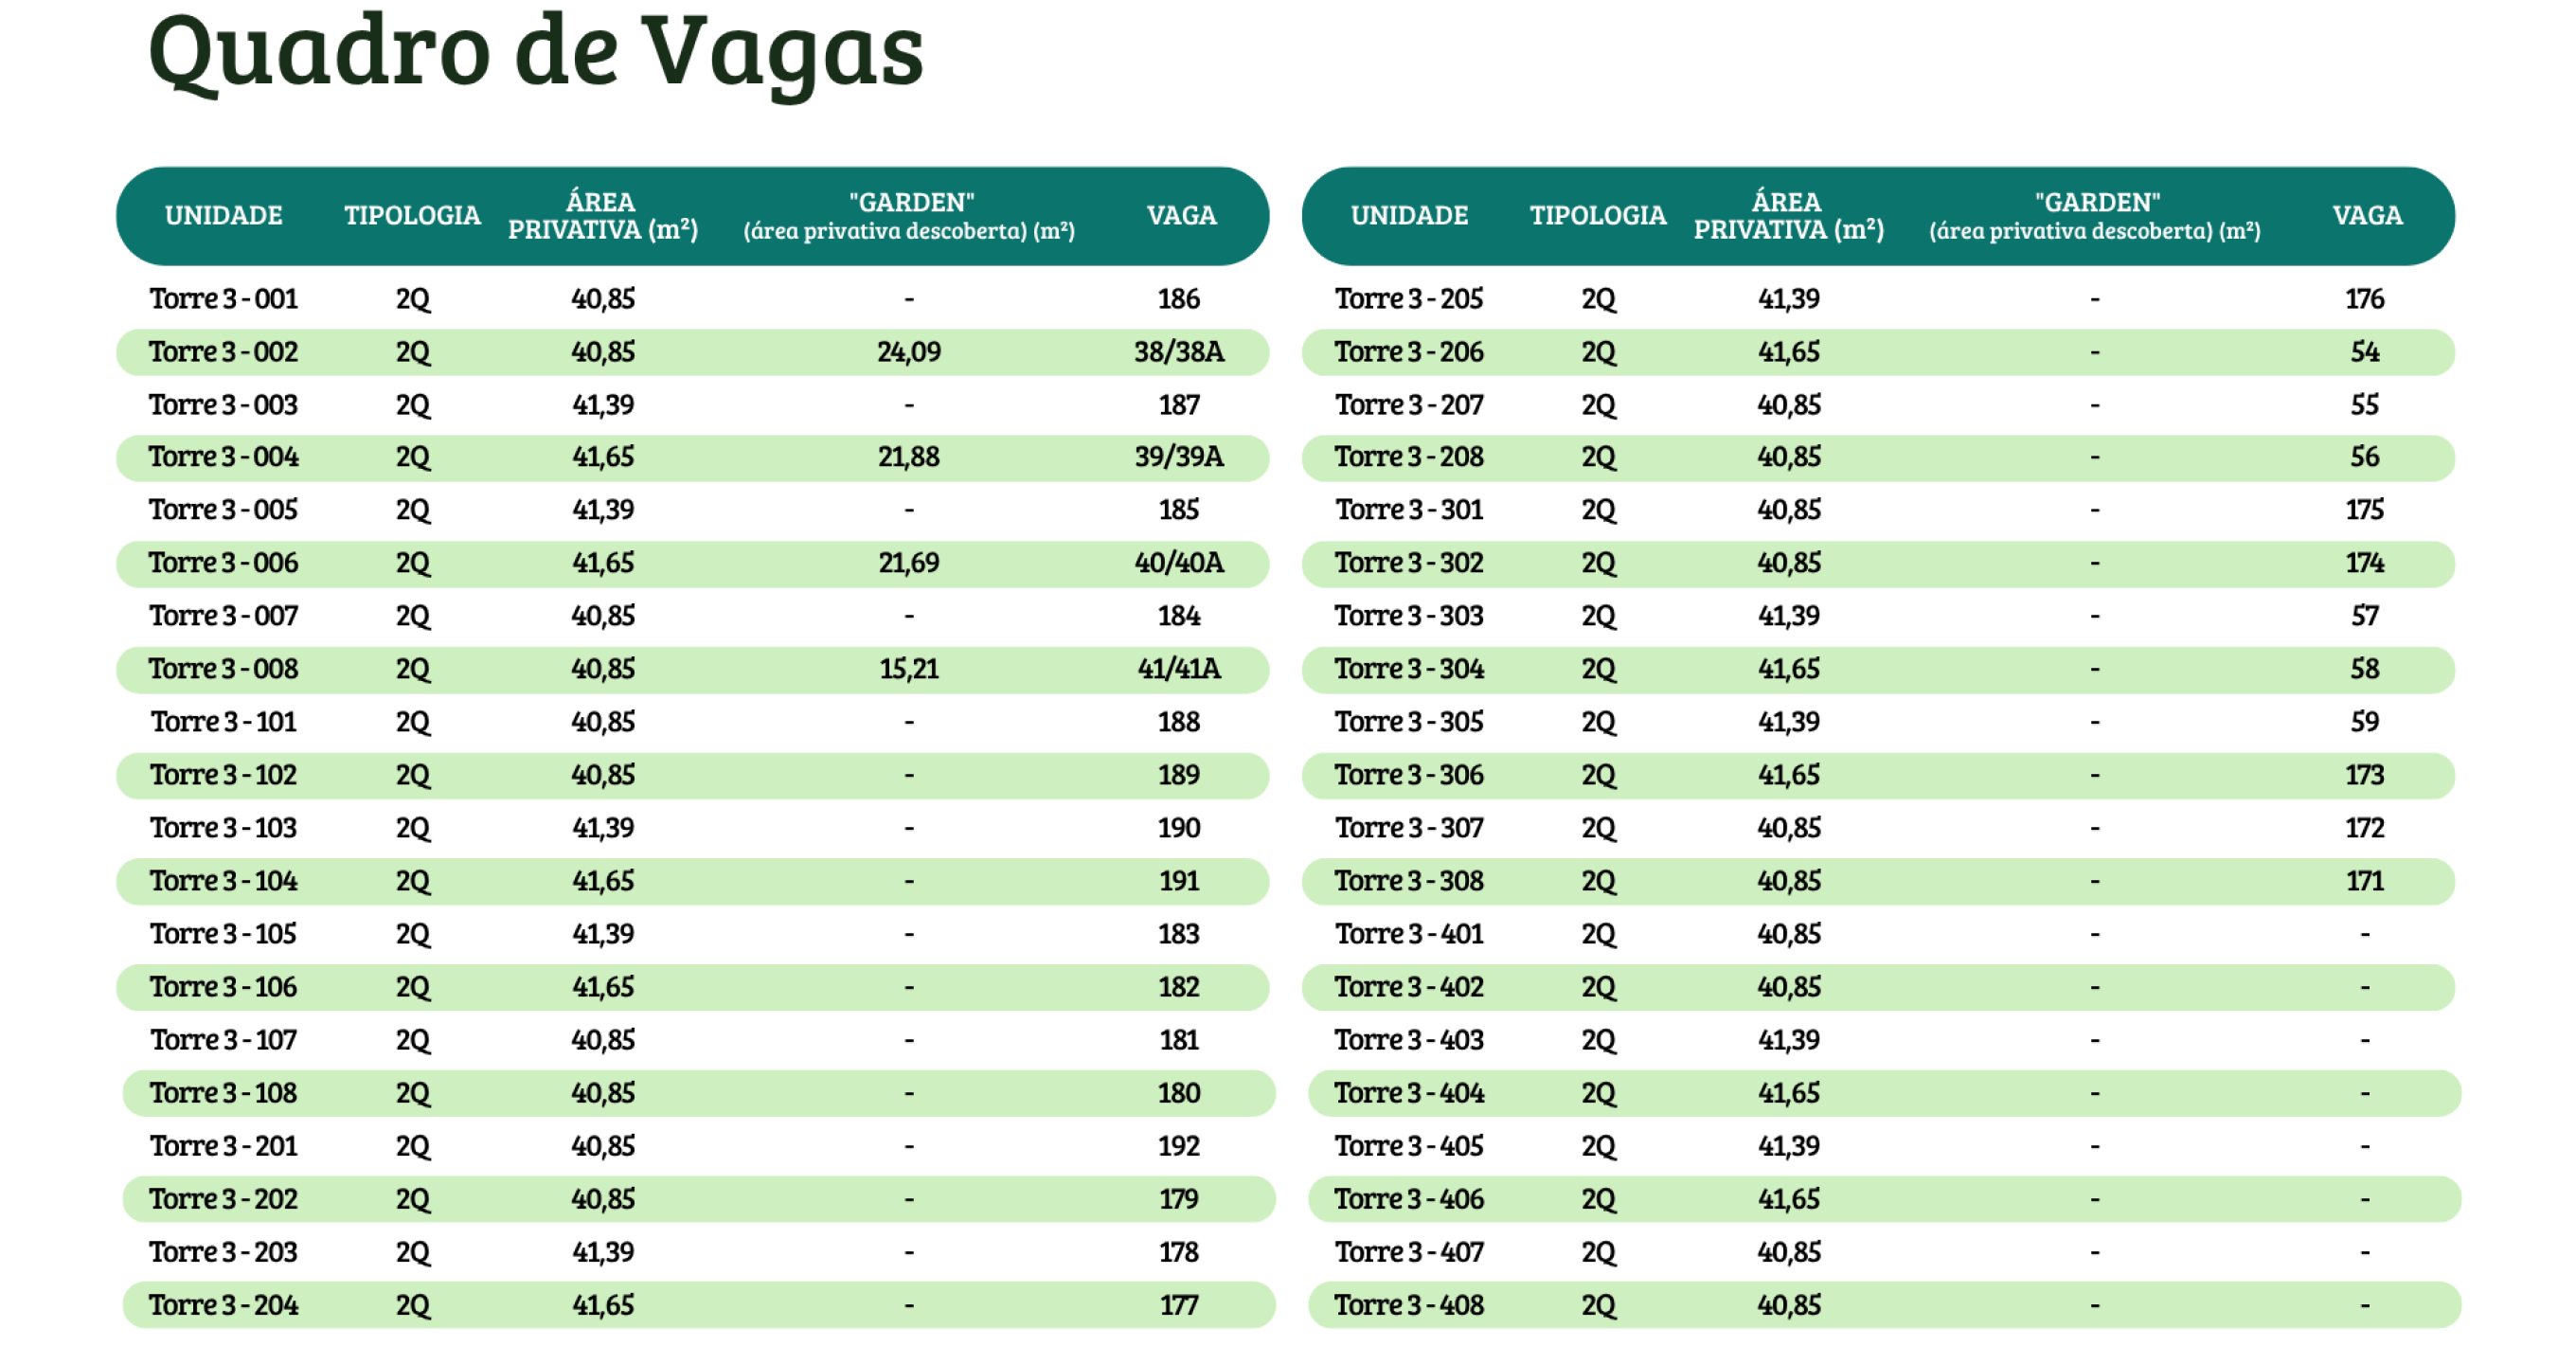 Quadro de Vagas
UNIDADE TIPOLOGIA ÁREA PRIVATIVA (m²) "GARDEN" (área privativa descoberta) (m²) VAGA
Torre 3 - 001 2Q 40,85 - 186
Torre 3 - 002 2Q 40,85 24,09 38/38A
Torre 3 - 003 2Q 41,39 - 187
Torre 3 - 004 2Q 41,65 21,88 39/39A
Torre 3 - 005 2Q 41,39 - 185
Torre 3 - 006 2Q 41,65 21,69 40/40A
Torre 3 - 007 2Q 40,85 - 184
Torre 3 - 008 2Q 40,85 15,21 41/41A
Torre 3 - 101 2Q 40,85 - 188
Torre 3 - 102 2Q 40,85 - 189
Torre 3 - 103 2Q 41,39 - 190
Torre 3 - 104 2Q 41,65 - 191
Torre 3 - 105 2Q 41,39 - 183
Torre 3 - 106 2Q 41,65 - 182
Torre 3 - 107 2Q 40,85 - 181
Torre 3 - 108 2Q 40,85 - 180
Torre 3 - 201 2Q 40,85 - 192
Torre 3 - 202 2Q 40,85 - 179
Torre 3 - 203 2Q 41,39 - 178
Torre 3 - 204 2Q 41,65 - 177
UNIDADE TIPOLOGIA ÁREA PRIVATIVA (m²) "GARDEN" (área privativa descoberta) (m²) VAGA
Torre 3 - 205 2Q 41,39 - 176
Torre 3 - 206 2Q 41,65 - 54
Torre 3 - 207 2Q 40,85 - 55
Torre 3 - 208 2Q 40,85 - 56
Torre 3 - 301 2Q 40,85 - 175
Torre 3 - 302 2Q 40,85 - 174
Torre 3 - 303 2Q 41,39 - 57
Torre 3 - 304 2Q 41,65 - 58
Torre 3 - 305 2Q 41,39 - 59
Torre 3 - 306 2Q 41,65 - 173
Torre 3 - 307 2Q 40,85 - 172
Torre 3 - 308 2Q 40,85 - 171
Torre 3 - 401 2Q 40,85 - -
Torre 3 - 402 2Q 40,85 - -
Torre 3 - 403 2Q 41,39 - -
Torre 3 - 404 2Q 41,65 - -
Torre 3 - 405 2Q 41,39 - -
Torre 3 - 406 2Q 41,65 - -
Torre 3 - 407 2Q 40,85 - -
Torre 3 - 408 2Q 40,85 - -